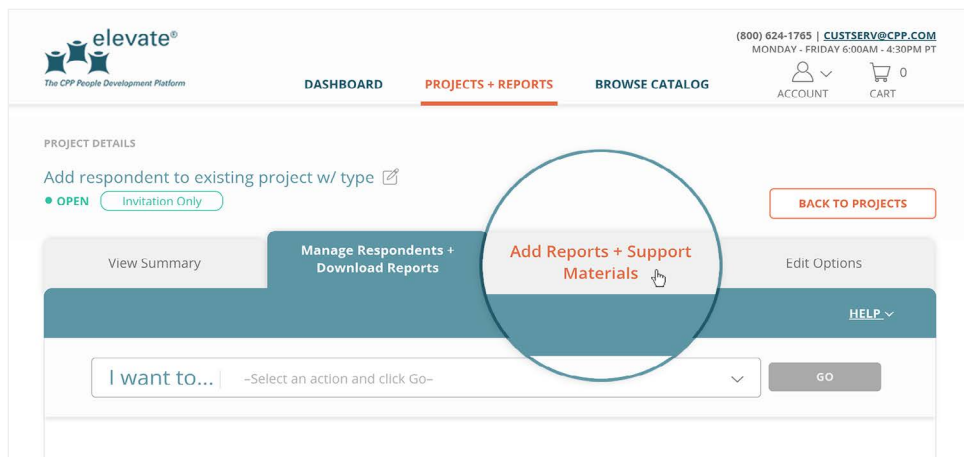 elevate®
The CPP People Development Platform
(800) 624-1765 | CUSTSERV@CPP.COM
MONDAY - FRIDAY 6:00AM - 4:30PM PT
DASHBOARD
PROJECTS + REPORTS
BROWSE CATALOG
ACCOUNT
0
CART
PROJECT DETAILS
Add respondent to existing project w/ type
OPEN
Invitation Only
BACK TO PROJECTS
View Summary
Manage Respondents +
Download Reports
Add Reports + Support
Materials
Edit Options
HELP
I want to...
–Select an action and click Go–
GO